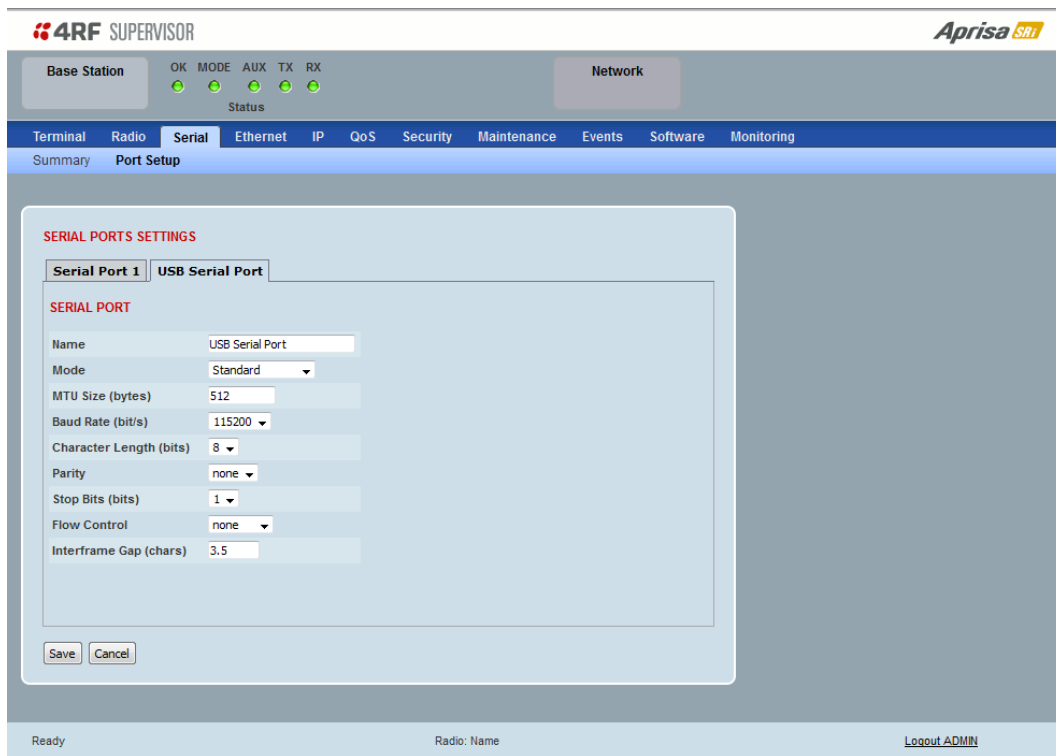 4RF SUPERVISOR
Aprisa SRi
Base Station
OK MODE AUX TX RX
Status
Network
Terminal Radio Serial Ethernet IP QoS Security Maintenance Events Software Monitoring
Summary Port Setup
SERIAL PORTS SETTINGS
Serial Port 1 USB Serial Port
SERIAL PORT
Name USB Serial Port
Mode Standard
MTU Size (bytes) 512
Baud Rate (bit/s) 115200
Character Length (bits) 8
Parity none
Stop Bits (bits) 1
Flow Control none
Interframe Gap (chars) 3.5
Save Cancel
Ready Radio: Name Logout ADMIN